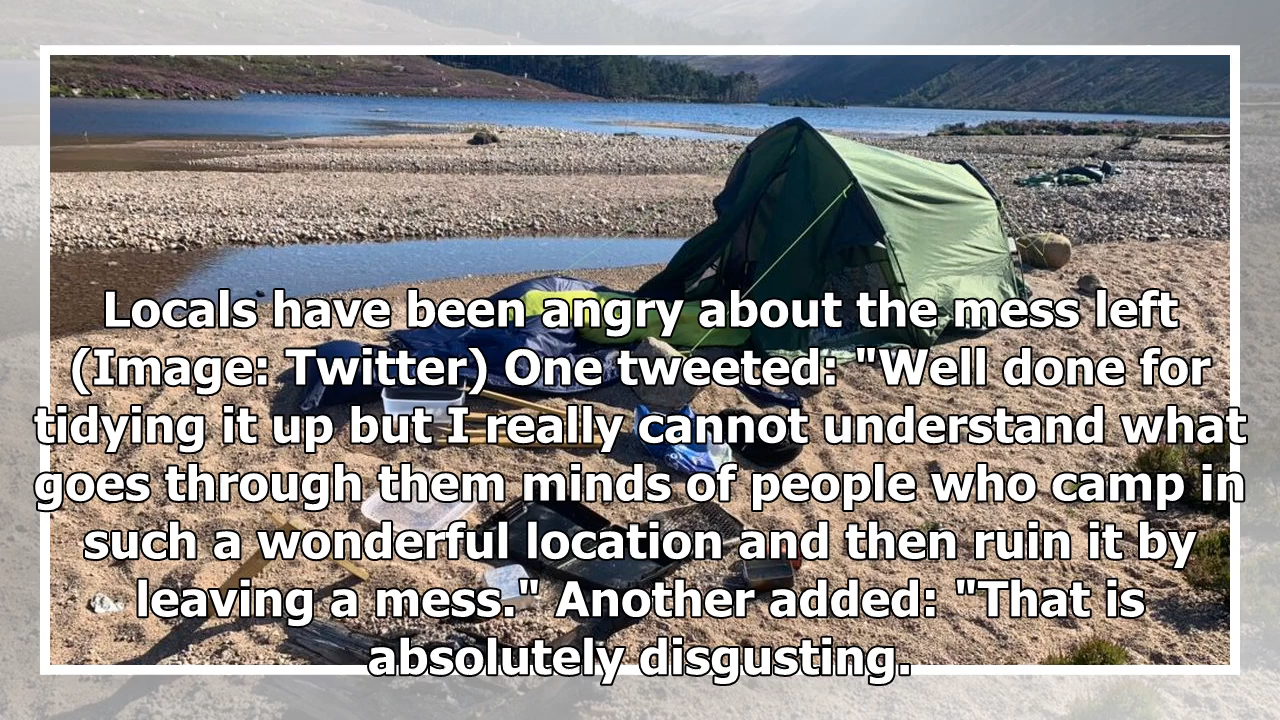 Locals have been angry about the mess left
(Image: Twitter) One tweeted: "Well done for
tidying it up but I really cannot understand what
goes through them minds of people who camp in
such a wonderful location and then ruin it by
leaving a mess." Another added: "That is
absolutely disgusting.